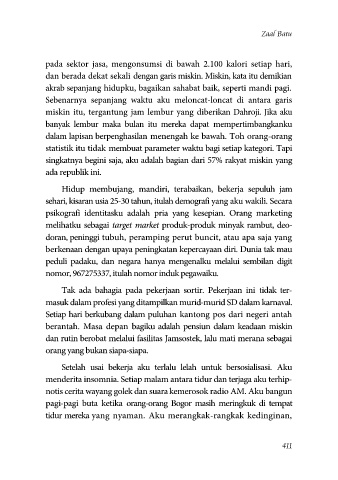 Zaal Batu
pada sektor jasa, mengonsumsi di bawah 2.100 kalori setiap hari,
dan berada dekat sekali dengan garis miskin. Miskin, kata itu demikian
akrab sepanjang hidupku, bagaikan sahabat baik, seperti mandi pagi.
Sebenarnya sepanjang waktu aku meloncat-loncat di antara garis
miskin itu, tergantung jam lembur yang diberikan Dahroji. Jika aku
banyak lembur maka bulan itu mereka dapat mempertimbangkanku
dalam lapisan berpenghasilan menengah ke bawah. Toh orang-orang
statistik itu tidak membuat parameter waktu bagi setiap kategori. Tapi
singkatnya begini saja, aku adalah bagian dari 57% rakyat miskin yang
ada republik ini.
Hidup membujang, mandiri, terabaikan, bekerja sepuluh jam
sehari, kisaran usia 25-30 tahun, itulah demografi yang aku wakili. Secara
psikografi identitasku adalah pria yang kesepian. Orang marketing
melihatku sebagai target market produk-produk minyak rambut, deo-
doran, peninggi tubuh, peramping perut buncit, atau apa saja yang
berkenaan dengan upaya peningkatan kepercayaan diri. Dunia tak mau
peduli padaku, dan negara hanya mengenalku melalui sembilan digit
nomor, 967275337, itulah nomor induk pegawaiku.
Tak ada bahagia pada pekerjaan sortir. Pekerjaan ini tidak ter-
masuk dalam profesi yang ditampilkan murid-murid SD dalam karnaval.
Setiap hari berkubang dalam puluhan kantong pos dari negeri antah
berantah. Masa depan bagiku adalah pensiun dalam keadaan miskin
dan rutin berobat melalui fasilitas Jamsostek, lalu mati merana sebagai
orang yang bukan siapa-siapa.
Setelah usai bekerja aku terlalu lelah untuk bersosialisasi. Aku
menderita insomnia. Setiap malam antara tidur dan terjaga aku terhip-
notis cerita wayang golek dan suara kemerosok radio AM. Aku bangun
pagi-pagi buta ketika orang-orang Bogor masih meringkuk di tempat
tidur mereka yang nyaman. Aku merangkak-rangkak kedinginan,
411